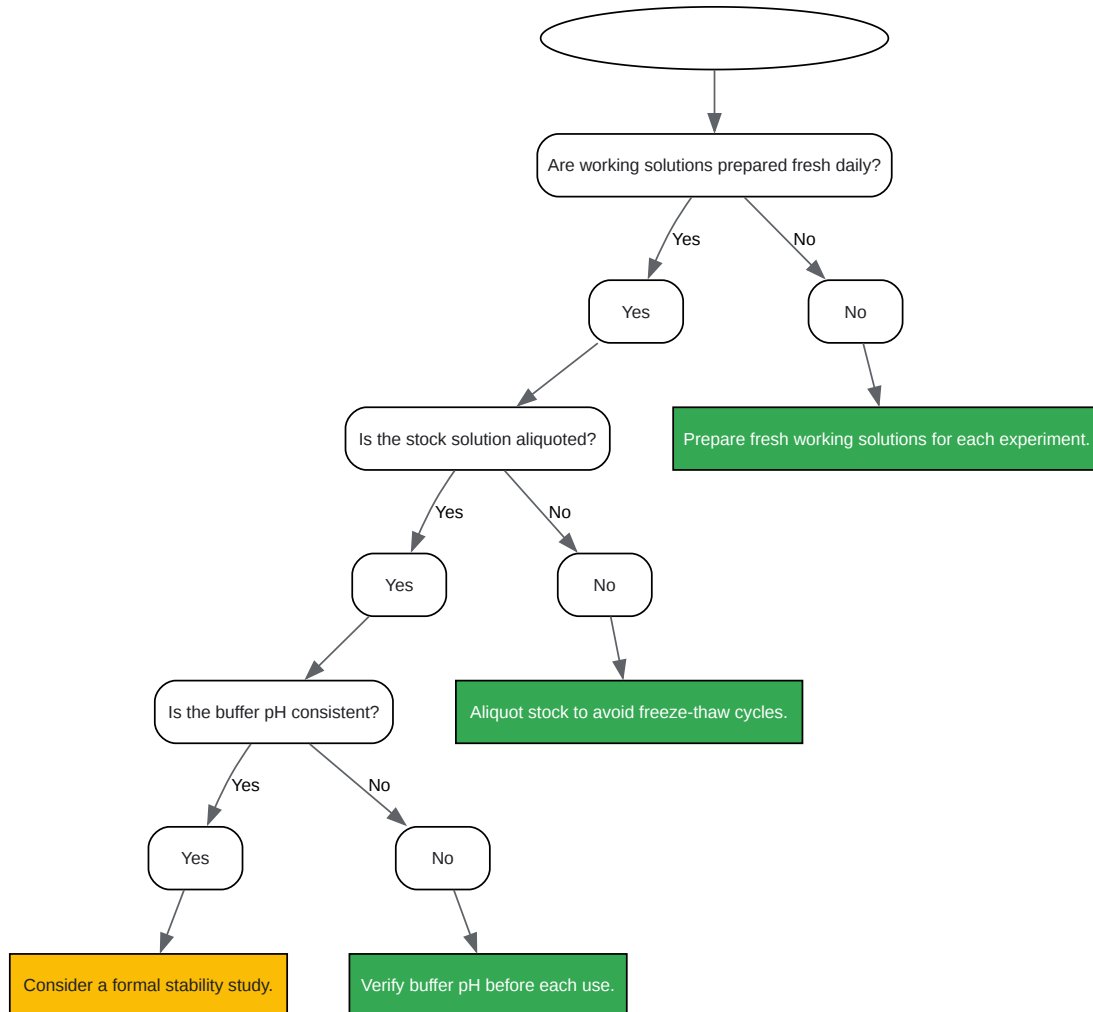 Are working solutions prepared fresh daily?
Yes
No
Yes
No
Is the stock solution aliquoted?
Prepare fresh working solutions for each experiment.
Yes
No
Yes
No
Is the buffer pH consistent?
Aliquot stock to avoid freeze-thaw cycles.
Yes
No
Yes
No
Consider a formal stability study.
Verify buffer pH before each use.